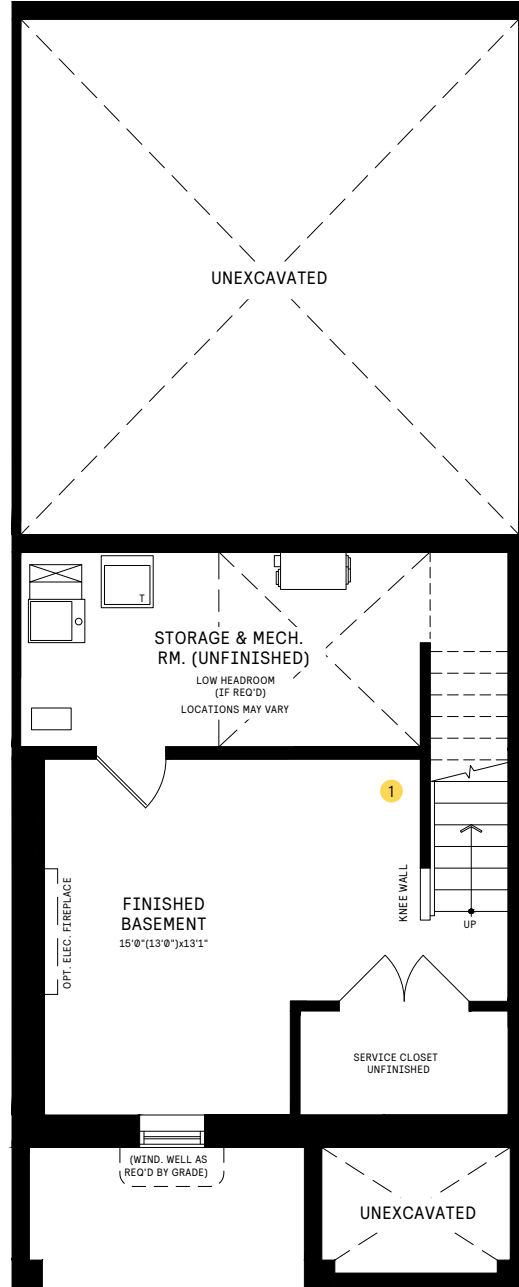 UNEXCAVATED
T
STORAGE & MECH.
RM. (UNFINISHED)
LOW HEADROOM
(IF REQ'D)
LOCATIONS MAY VARY
1
KNEE WALL
UP
OPT. ELEC. FIREPLACE
FINISHED
BASEMENT
15'0"(13'0")x13'1"
SERVICE CLOSET
UNFINISHED
(WIND. WELL AS
REQ'D BY GRADE)
UNEXCAVATED